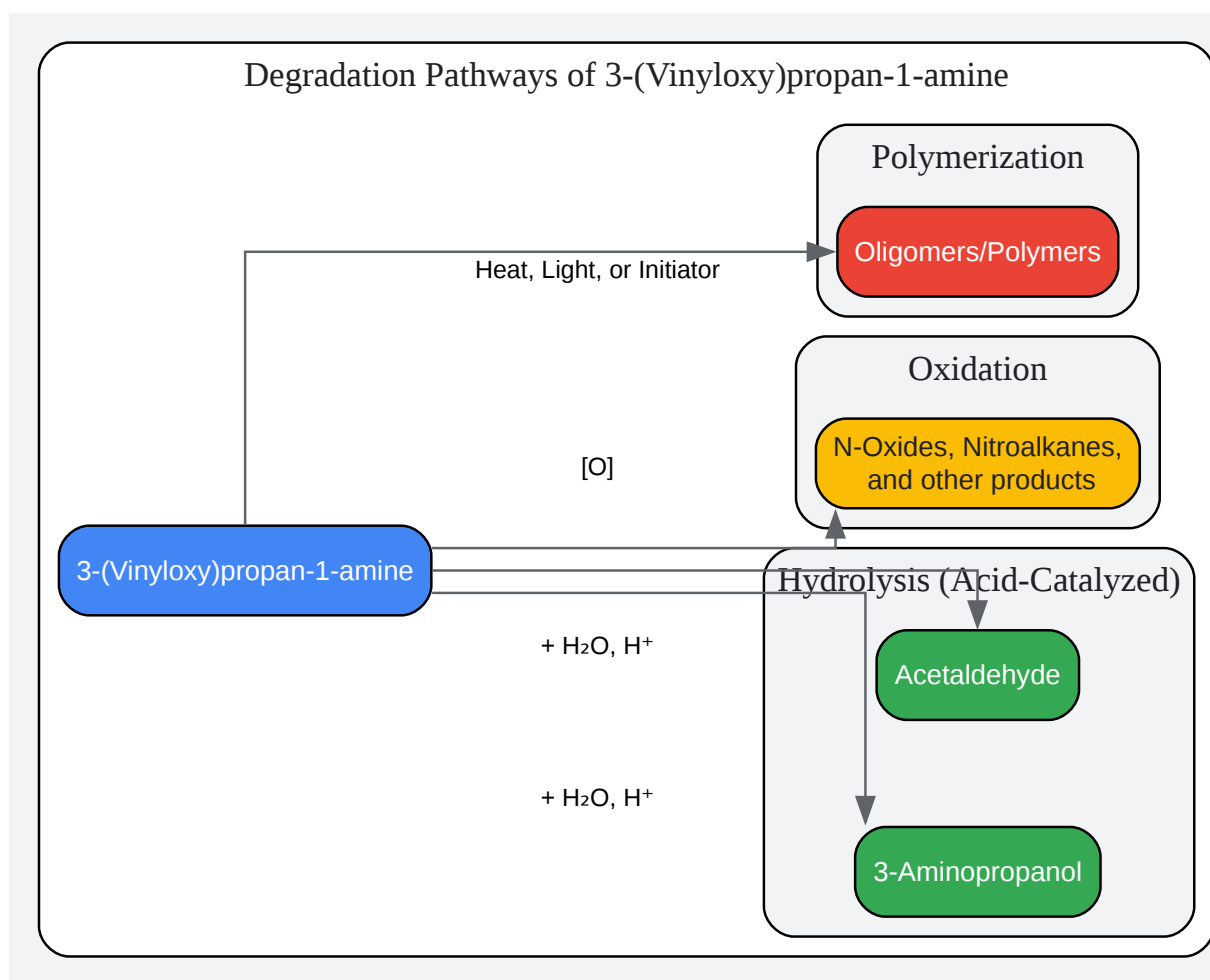 Degradation Pathways of 3-(Vinyloxy)propan-1-amine
Polymerization
Oligomers/Polymers
Heat, Light, or Initiator
Oxidation
N-Oxides, Nitroalkanes,
and other products
[O]
3-(Vinyloxy)propan-1-amine
Hydrolysis (Acid-Catalyzed)
+ H₂O, H⁺
Acetaldehyde
+ H₂O, H⁺
3-Aminopropanol